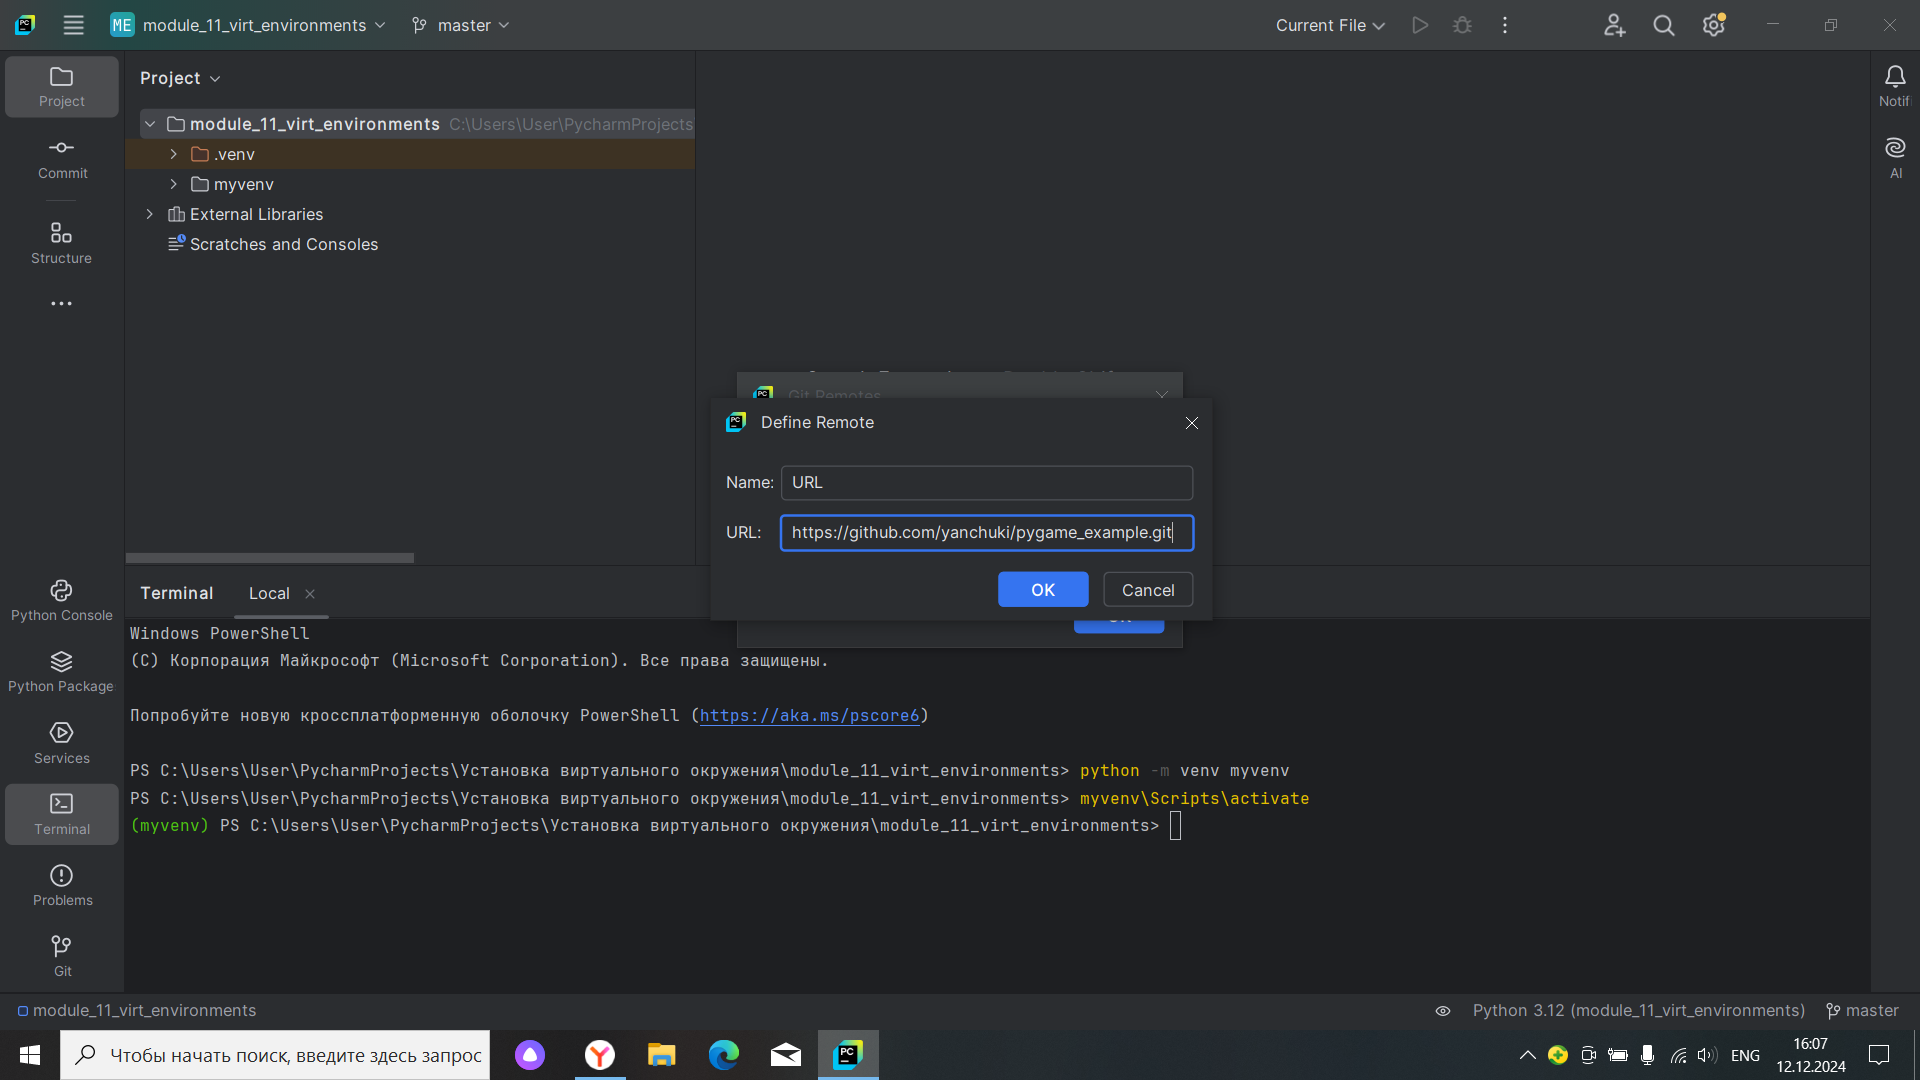 ME module_11_virt_environments master Current File
Project
Project
Notif
module_11_virt_environments C:\Users\User\PycharmProjects
.venv
Commit
myvenv
AI
External Libraries
Structure
Scratches and Consoles
Git Remotes
Define Remote
Name: URL
URL: https://github.com/yanchuki/pygame_example.git
OK Cancel
Terminal Local
Python Console
Windows PowerShell
(C) Корпорация Майкрософт (Microsoft Corporation). Все права защищены.
Python Package
Попробуйте новую кроссплатформенную оболочку PowerShell (https://aka.ms/pscore6)
Services
PS C:\Users\User\PycharmProjects\Установка виртуального окружения\module_11_virt_environments> python -m venv myvenv
PS C:\Users\User\PycharmProjects\Установка виртуального окружения\module_11_virt_environments> myvenv\Scripts\activate
(myvenv) PS C:\Users\User\PycharmProjects\Установка виртуального окружения\module_11_virt_environments>
Terminal
Problems
Git
module_11_virt_environments Python 3.12 (module_11_virt_environments) master
Чтобы начать поиск, введите здесь запрос
ENG
16:07
12.12.2024